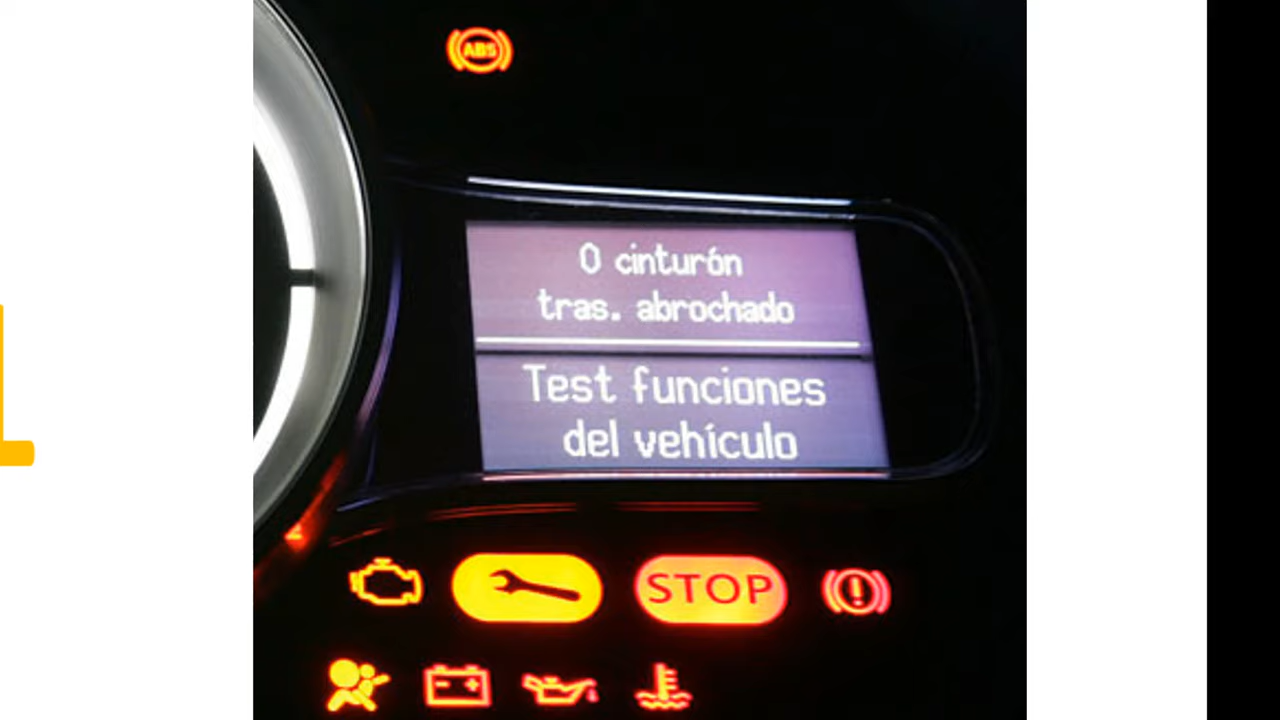 ABS
0 cinturón
tras. abrochado
Test funciones
del vehículo
STOP